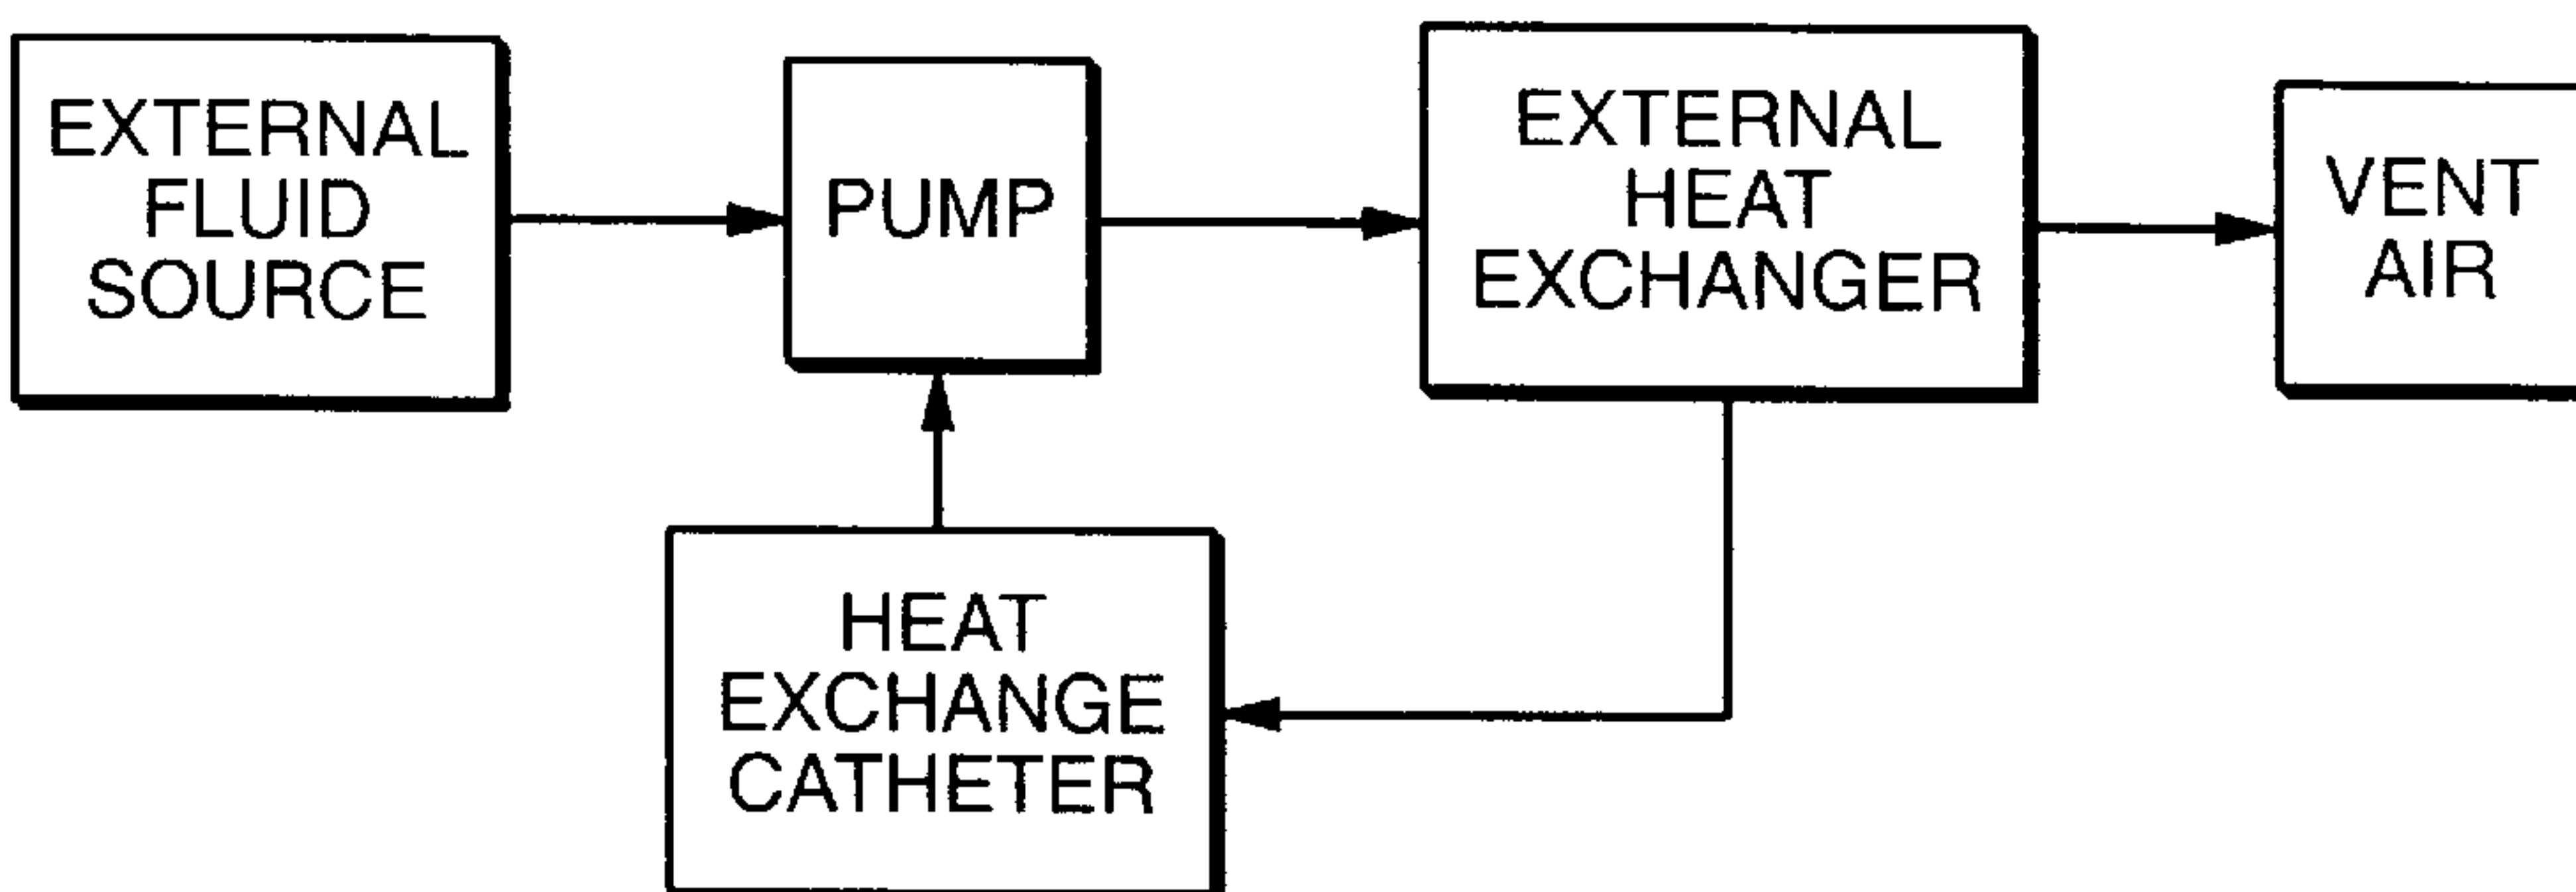 EXTERNAL
FLUID
SOURCE
PUMP
EXTERNAL
HEAT
EXCHANGER
VENT
AIR
HEAT
EXCHANGE
CATHETER